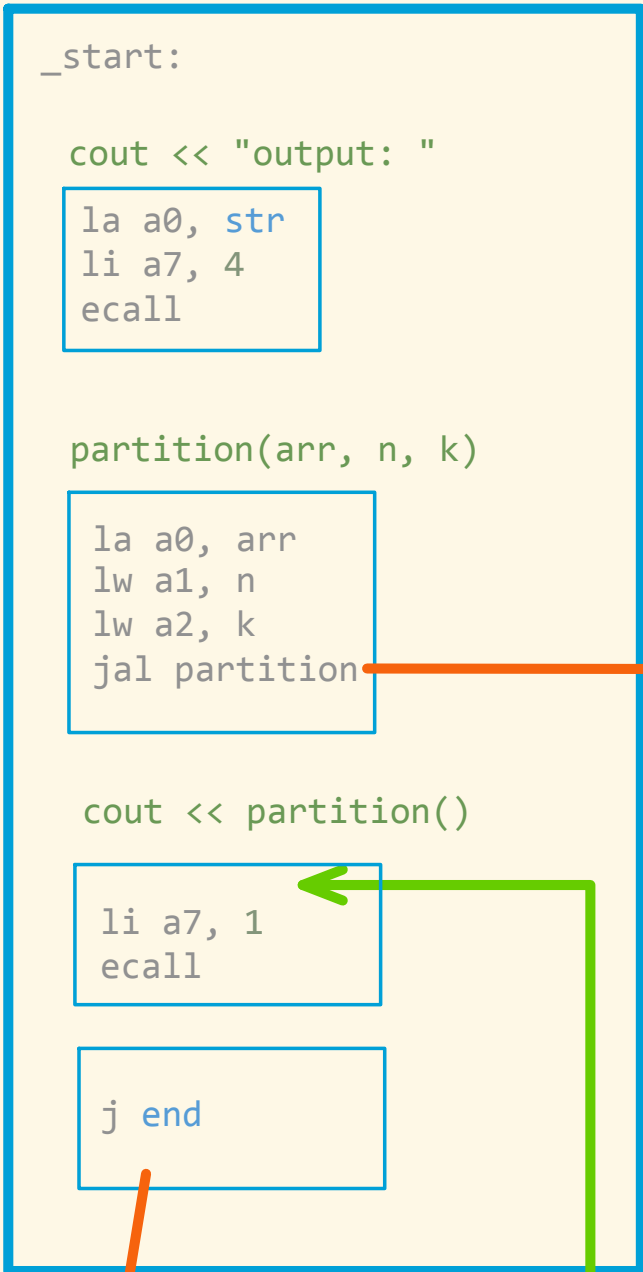 _start:
cout << "output: "
la a0, str
li a7, 4
ecall
partition(arr, n, k)
la a0, arr
lw a1, n
lw a2, k
jal partition
cout << partition()
li a7, 1
ecall
j end